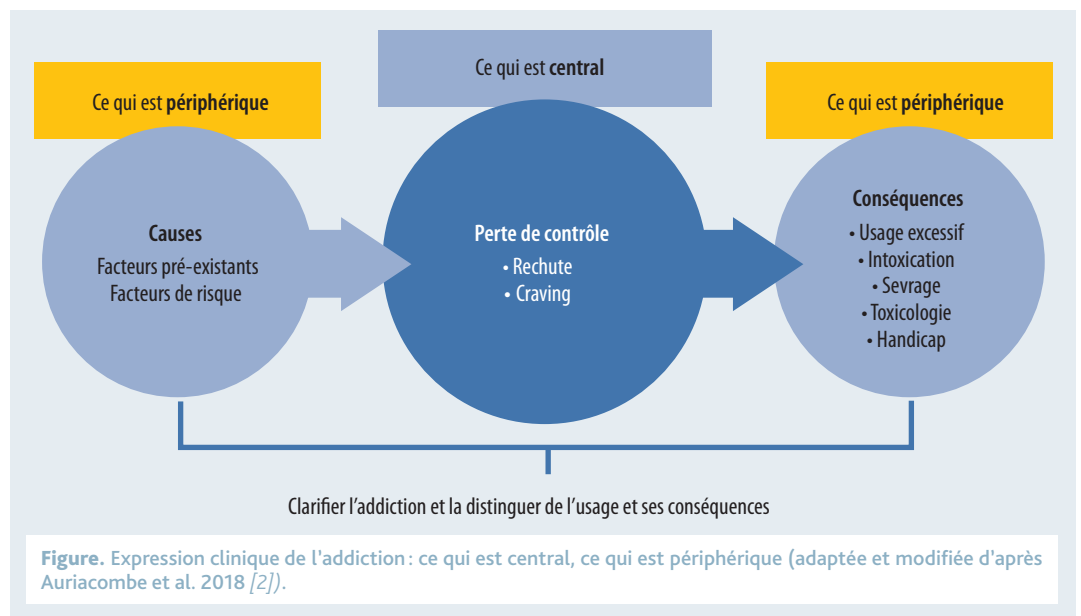 Ce qui est périphérique
Ce qui est central
Ce qui est périphérique
Causes
Facteurs pré-existants
Facteurs de risque
Perte de contrôle
• Rechute
• Craving
Conséquences
• Usage excessif
• Intoxication
• Sevrage
• Toxicologie
• Handicap
Clarifier l'addiction et la distinguer de l'usage et ses conséquences
Figure. Expression clinique de l'addiction : ce qui est central, ce qui est périphérique (adaptée et modifiée d'après
Auriacombe et al. 2018 [2]).